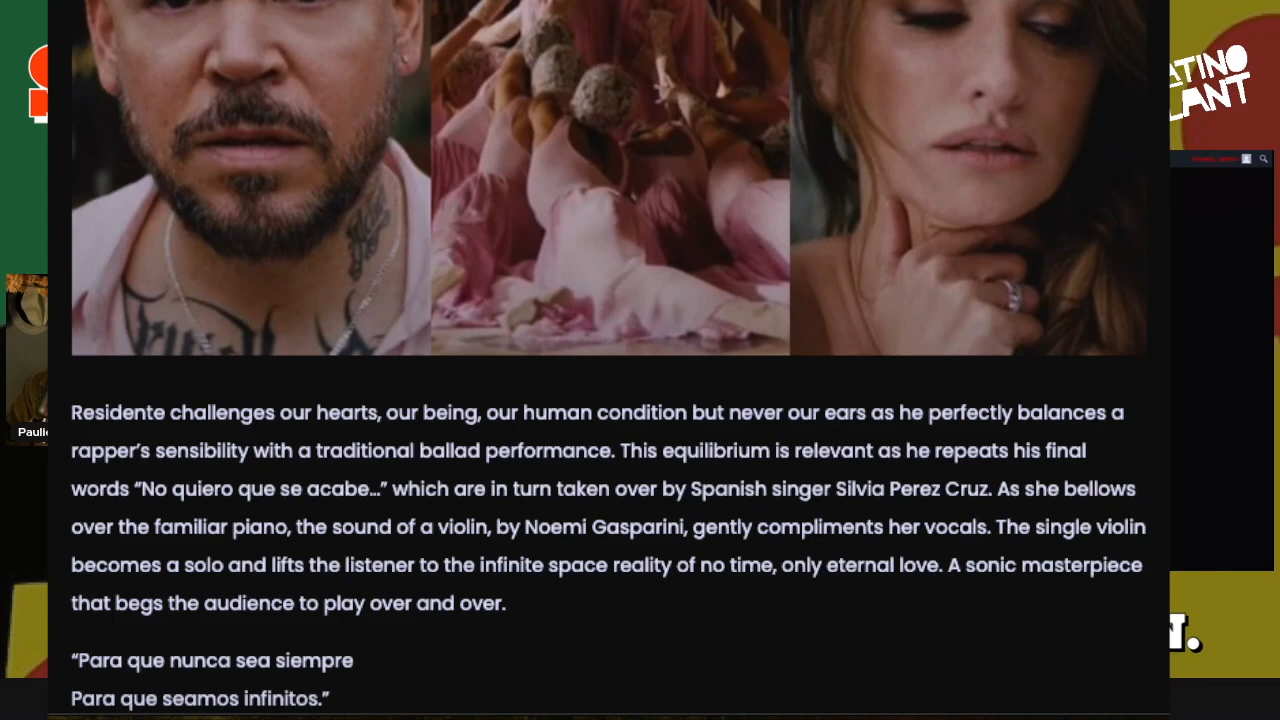 ATINO
LANT
Residente challenges our hearts, our being, our human condition but never our ears as he perfectly balances a
rapper's sensibility with a traditional ballad performance. This equilibrium is relevant as he repeats his final
words “No quiero que se acabe...” which are in turn taken over by Spanish singer Silvia Perez Cruz. As she bellows
over the familiar piano, the sound of a violin, by Noemi Gasparini, gently compliments her vocals. The single violin
becomes a solo and lifts the listener to the infinite space reality of no time, only eternal love. A sonic masterpiece
that begs the audience to play over and over.
“Para que nunca sea siempre
Para que seamos infinitos.”
Paulie